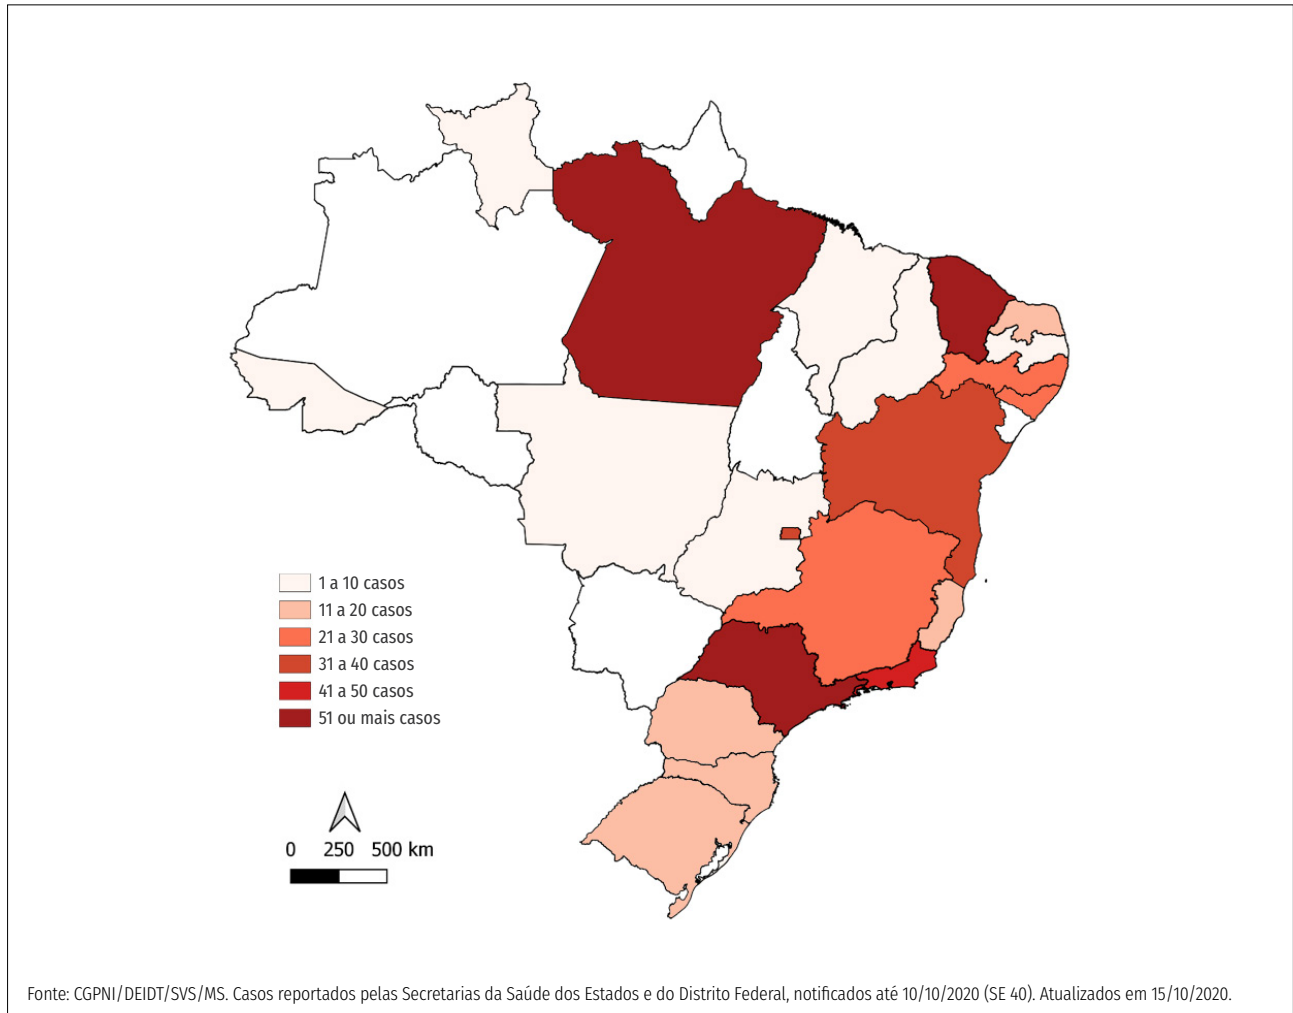 1 a 10 casos
11 a 20 casos
21 a 30 casos
31 a 40 casos
41 a 50 casos
51 ou mais casos
0 250 500 km
Fonte: CGPNI/DEIDT/SVS/MS. Casos reportados pelas Secretarias da Saúde dos Estados e do Distrito Federal, notificados até 10/10/2020 (SE 40). Atualizados em 15/10/2020.